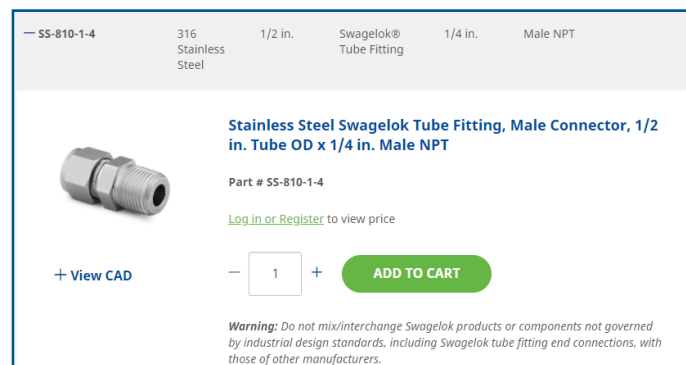 — SS-810-1-4 316 Stainless Steel 1/2 in. Swagelok® Tube Fitting 1/4 in. Male NPT
Stainless Steel Swagelok Tube Fitting, Male Connector, 1/2
in. Tube OD x 1/4 in. Male NPT
Part # SS-810-1-4
Log in or Register to view price
+ View CAD
— 1 + ADD TO CART
Warning: Do not mix/interchange Swagelok products or components not governed
by industrial design standards, including Swagelok tube fitting end connections, with
those of other manufacturers.